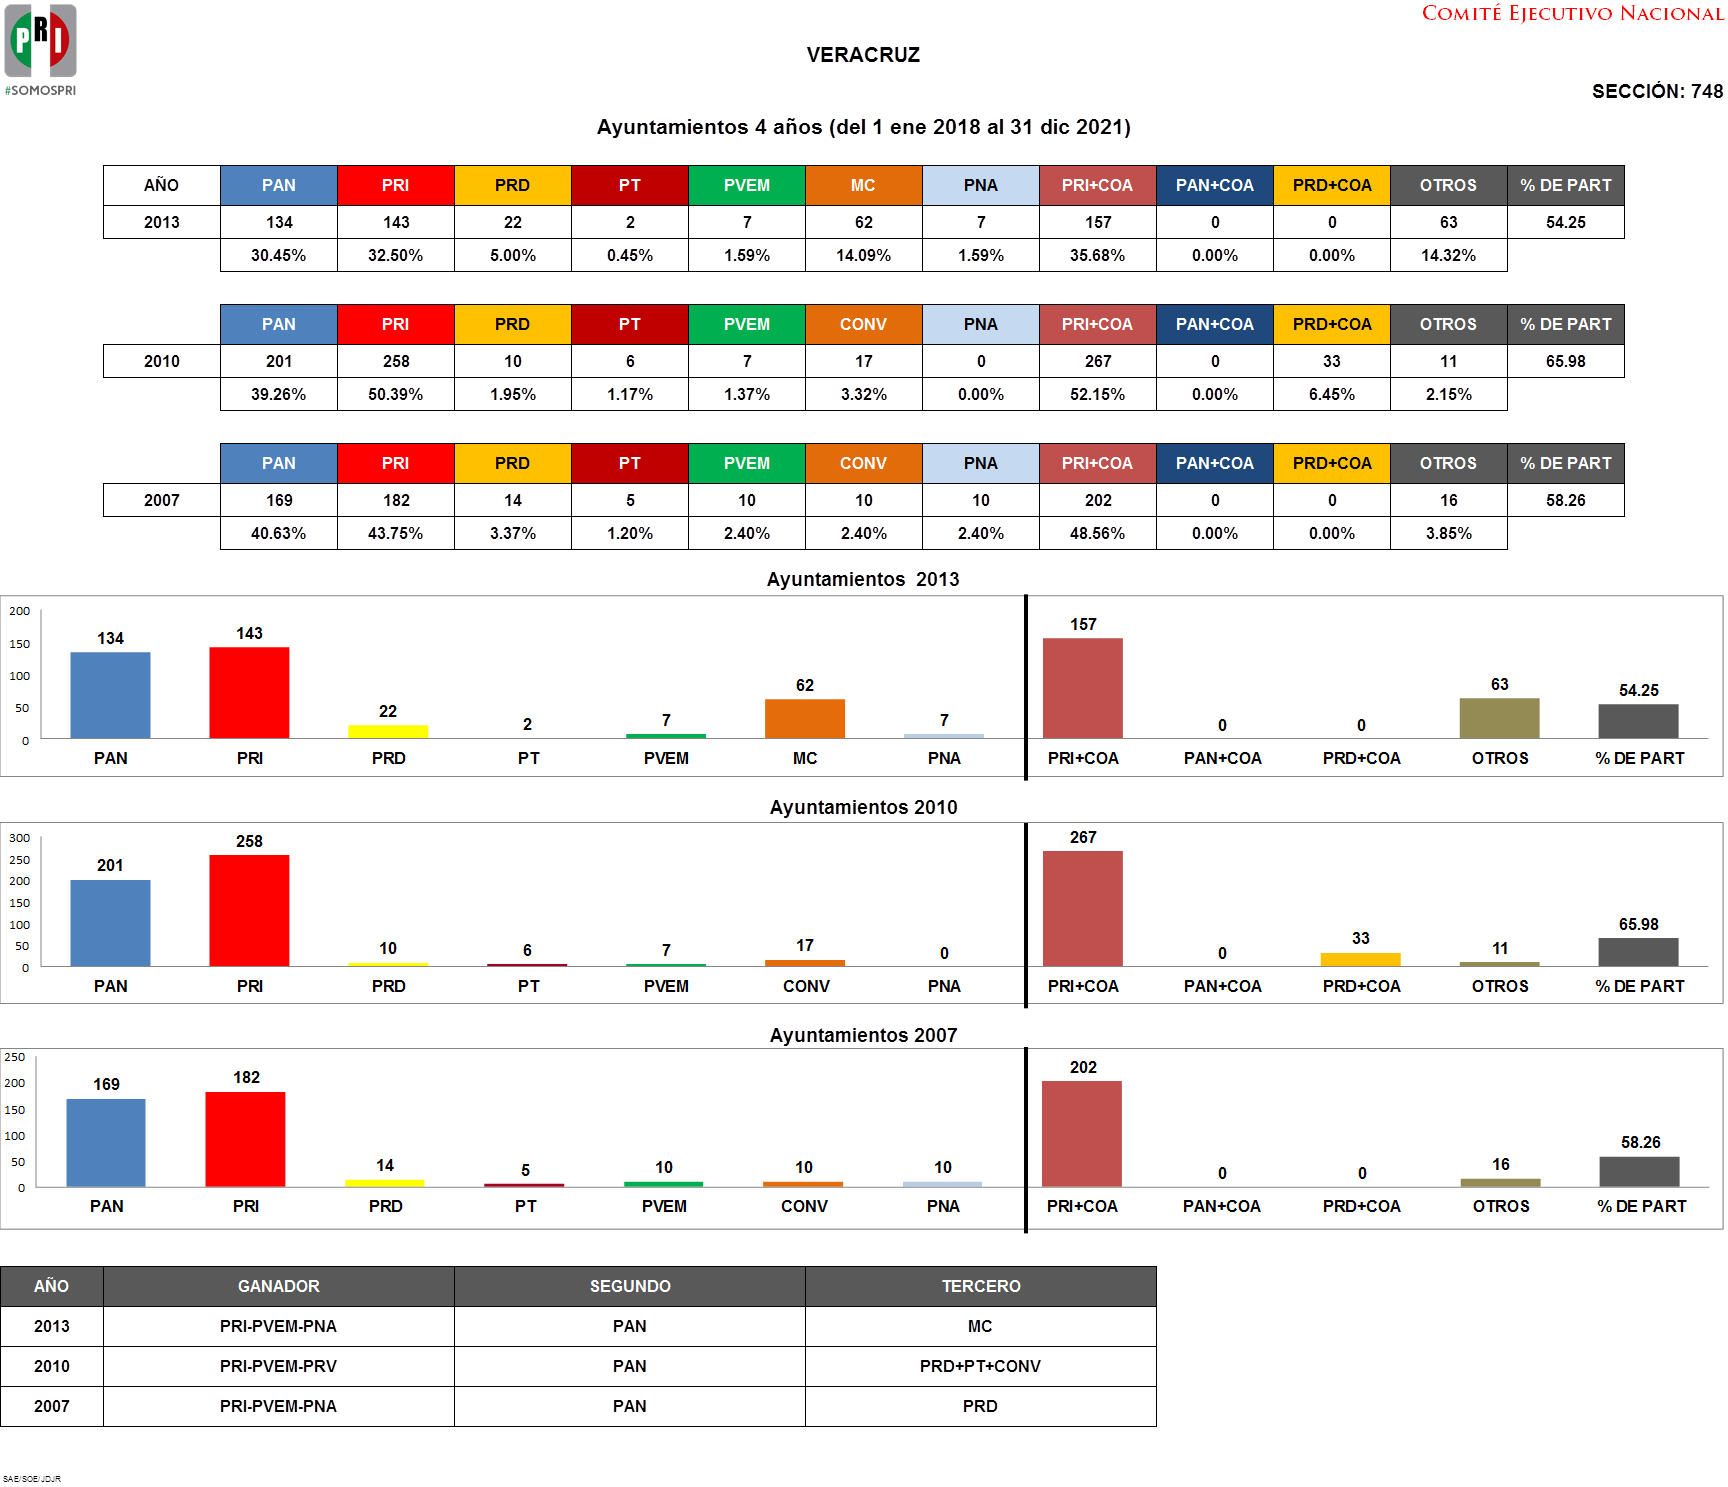 PRI
#SOMOSPRI
COMITÉ EJECUTIVO NACIONAL
VERACRUZ
SECCIÓN: 748
Ayuntamientos 4 años (del 1 ene 2018 al 31 dic 2021)
AÑO PAN PRI PRD PT PVEM MC PNA PRI+COA PAN+COA PRD+COA OTROS % DE PART
2013 134 143 22 2 7 62 7 157 0 0 63 54.25
30.45% 32.50% 5.00% 0.45% 1.59% 14.09% 1.59% 35.68% 0.00% 0.00% 14.32%
PAN PRI PRD PT PVEM CONV PNA PRI+COA PAN+COA PRD+COA OTROS % DE PART
2010 201 258 10 6 7 17 0 267 0 33 11 65.98
39.26% 50.39% 1.95% 1.17% 1.37% 3.32% 0.00% 52.15% 0.00% 6.45% 2.15%
PAN PRI PRD PT PVEM CONV PNA PRI+COA PAN+COA PRD+COA OTROS % DE PART
2007 169 182 14 5 10 10 10 202 0 0 16 58.26
40.63% 43.75% 3.37% 1.20% 2.40% 2.40% 2.40% 48.56% 0.00% 0.00% 3.85%
Ayuntamientos 2013
200
150
100
50
0
134 143 22 2 7 62 7 157 0 0 63 54.25
PAN PRI PRD PT PVEM MC PNA PRI+COA PAN+COA PRD+COA OTROS % DE PART
Ayuntamientos 2010
300
250
200
150
100
50
0
201 258 10 6 7 17 0 267 0 33 11 65.98
PAN PRI PRD PT PVEM CONV PNA PRI+COA PAN+COA PRD+COA OTROS % DE PART
Ayuntamientos 2007
250
200
150
100
50
0
169 182 14 5 10 10 10 202 0 0 16 58.26
PAN PRI PRD PT PVEM CONV PNA PRI+COA PAN+COA PRD+COA OTROS % DE PART
AÑO GANADOR SEGUNDO TERCERO
2013 PRI-PVEM-PNA PAN MC
2010 PRI-PVEM-PRV PAN PRD+PT+CONV
2007 PRI-PVEM-PNA PAN PRD
SAE/SOE/JDJR